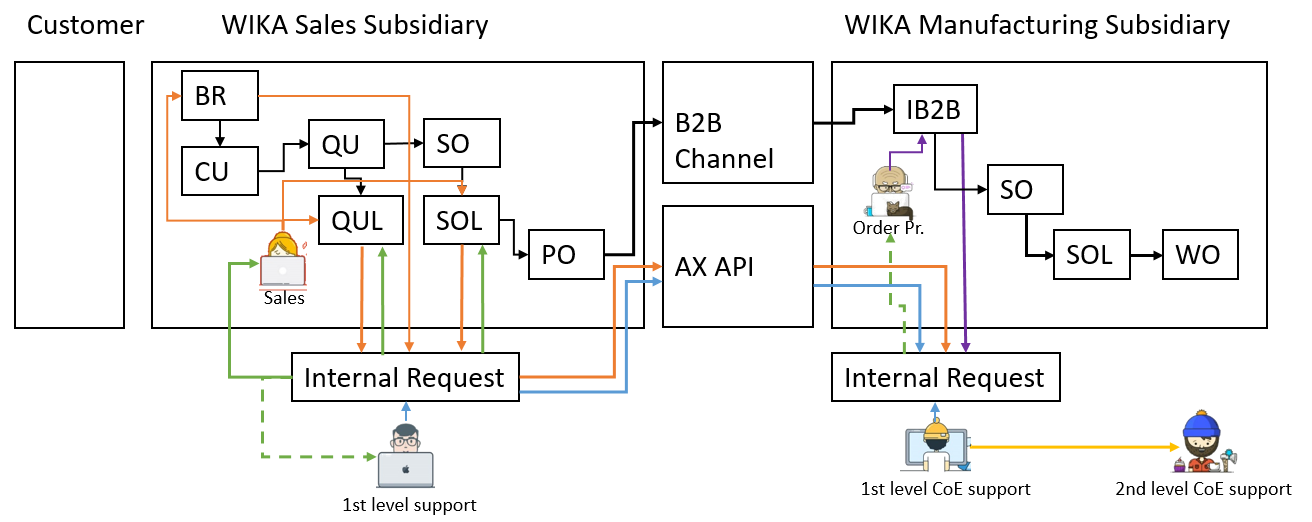 Customer
WIKA Sales Subsidiary
WIKA Manufacturing Subsidiary
BR
CU
QU
SO
QUL
SOL
PO
Sales
B2B
Channel
AX API
IB2B
Order Pr.
SO
SOL
WO
Internal Request
Internal Request
1st level support
1st level CoE support
2nd level CoE support